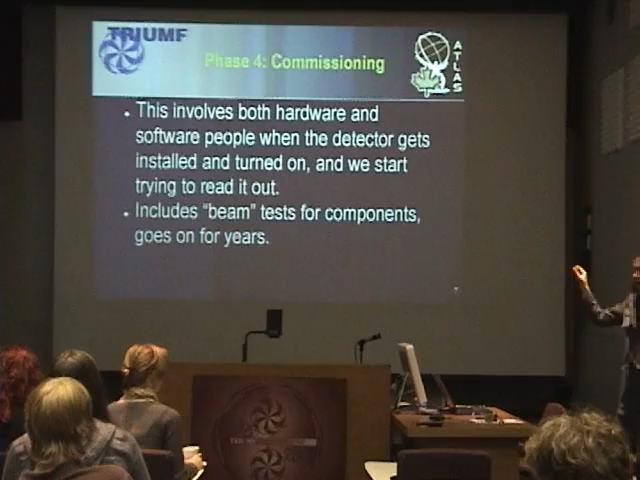 TRIUMF
Phase 4: Commissioning
ATLAS
• This involves both hardware and
software people when the detector gets
installed and turned on, and we start
trying to read it out.
• Includes “beam” tests for components,
goes on for years.